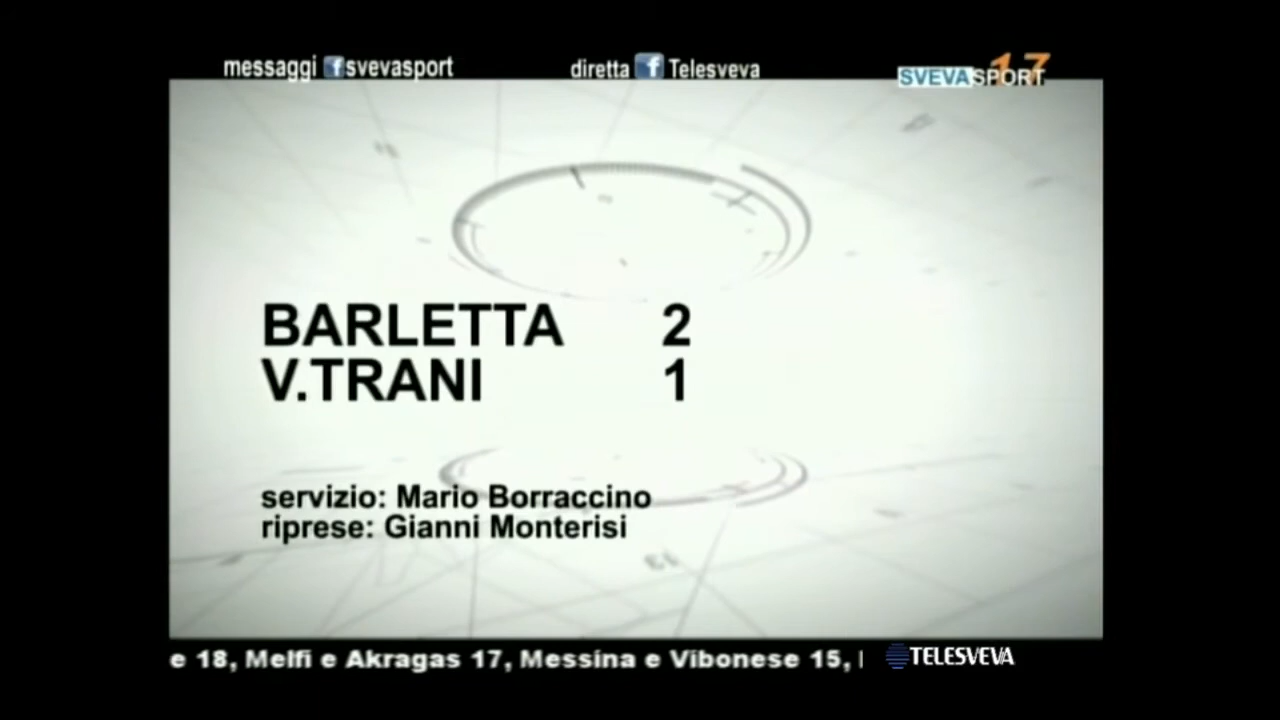 messaggi f svevasport
diretta f Telesveva
17
SVEVASPORT
BARLETTA 2
V.TRANI 1
servizio: Mario Borraccino
riprese: Gianni Monterisi
e 18, Melfi e Akragas 17, Messina e Vibonese 15,
TELESVEVA